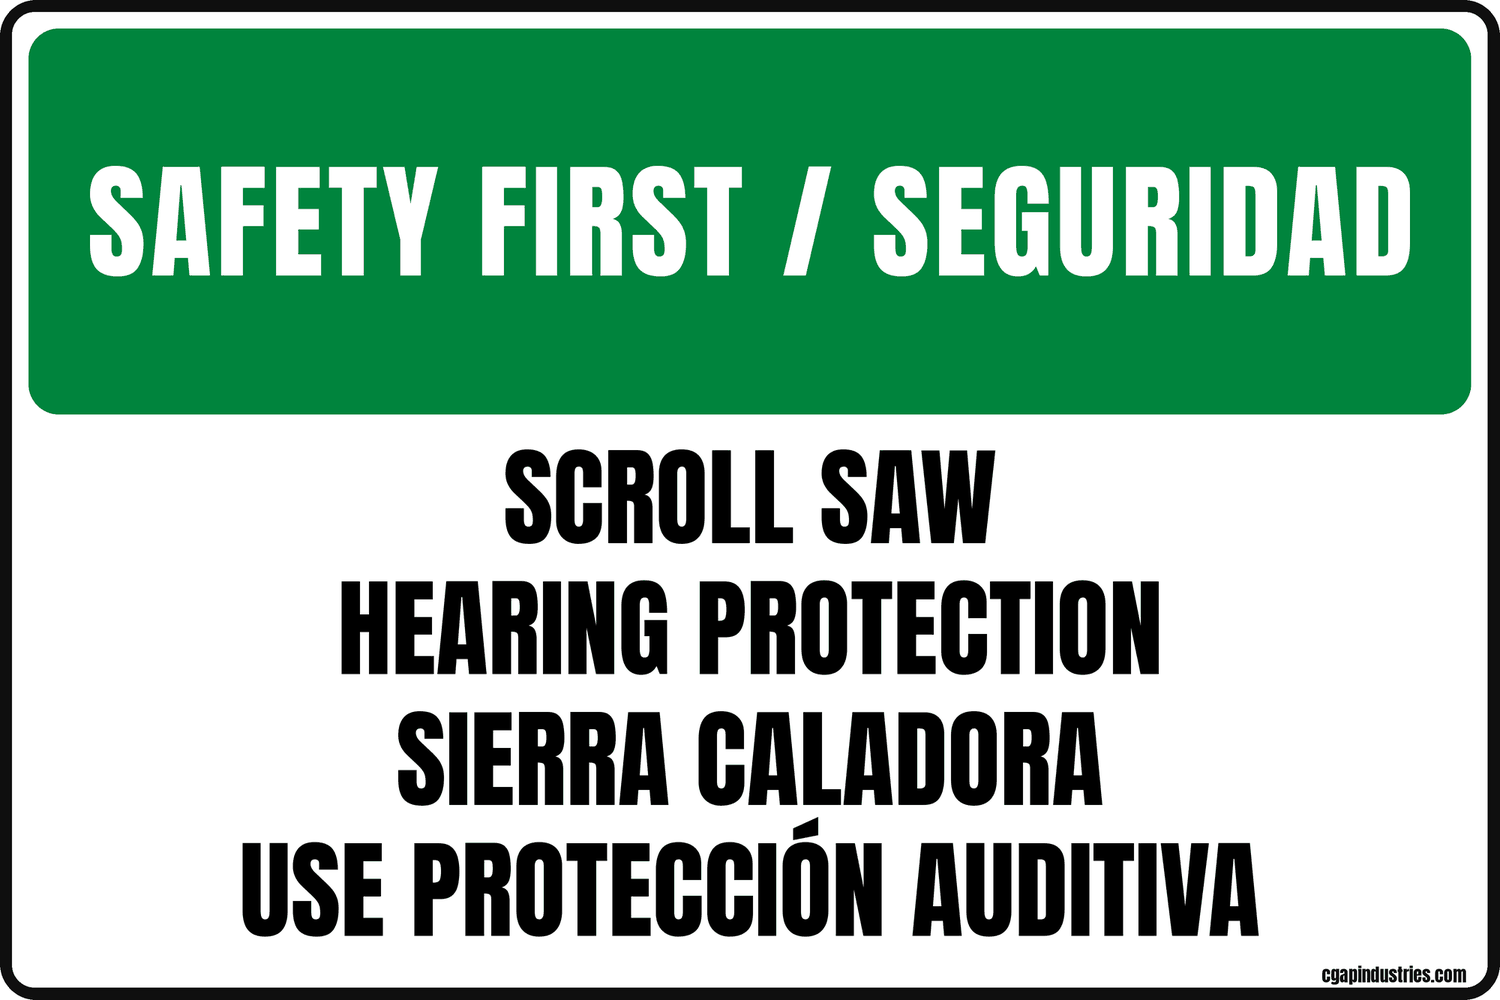 SAFETY FIRST / SEGURIDAD
SCROLL SAW
HEARING PROTECTION
SIERRA CALADORA
USE PROTECCIÓN AUDITIVA
cgapindustries.com